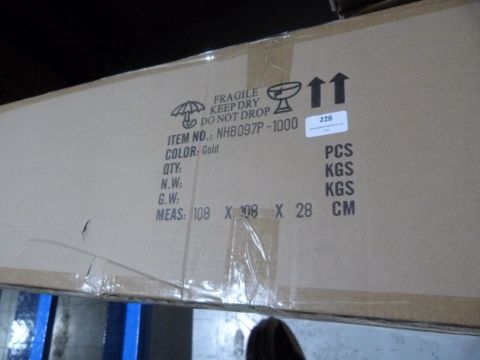 FRAGILE
KEEP DRY
DO NOT DROP
228
ITEM NO.: NHB097P-1000
COLOR: Gold
QTY: PCS
N.W: KGS
G.W: KGS
MEAS: 108 X 108 X 28 CM